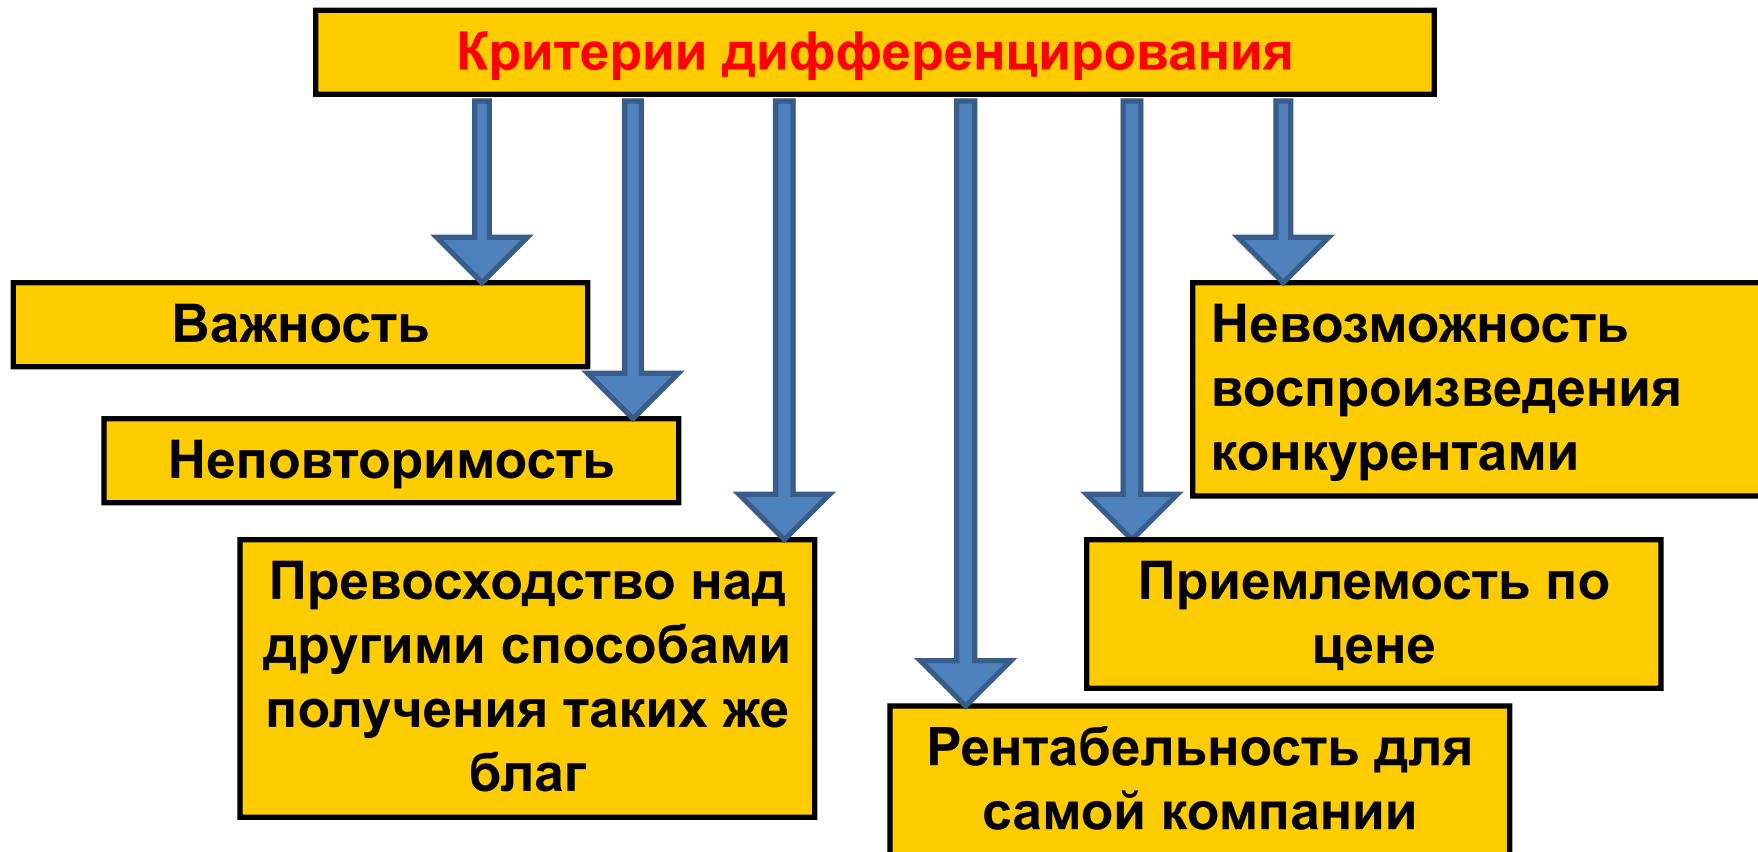 Критерии дифференцирования
Важность
Неповторимость
Превосходство над
другими способами
получения таких же
благ
Рентабельность для
самой компании
Приемлемость по
цене
Невозможность
воспроизведения
конкурентами